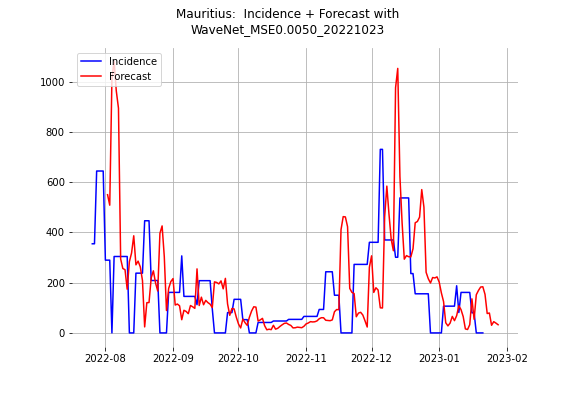 Mauritius:  Incidence + Forecast with
WaveNet_MSE0.0050_20221023
Incidence
Forecast
1000
800
600
400
200
0
2022-08 2022-09 2022-10 2022-11 2022-12 2023-01 2023-02